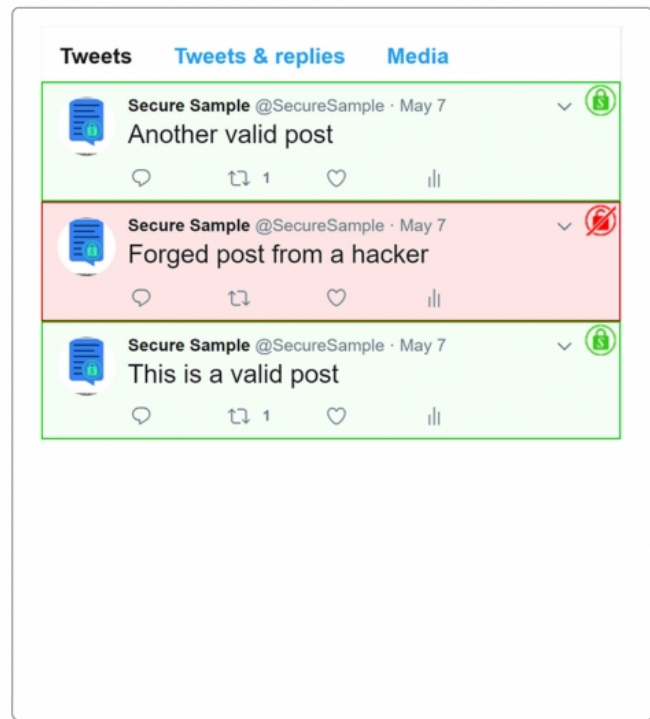 Tweets Tweets & replies Media
Secure Sample @SecureSample · May 7
Another valid post
1
Secure Sample @SecureSample · May 7
Forged post from a hacker
Secure Sample @SecureSample · May 7
This is a valid post
1